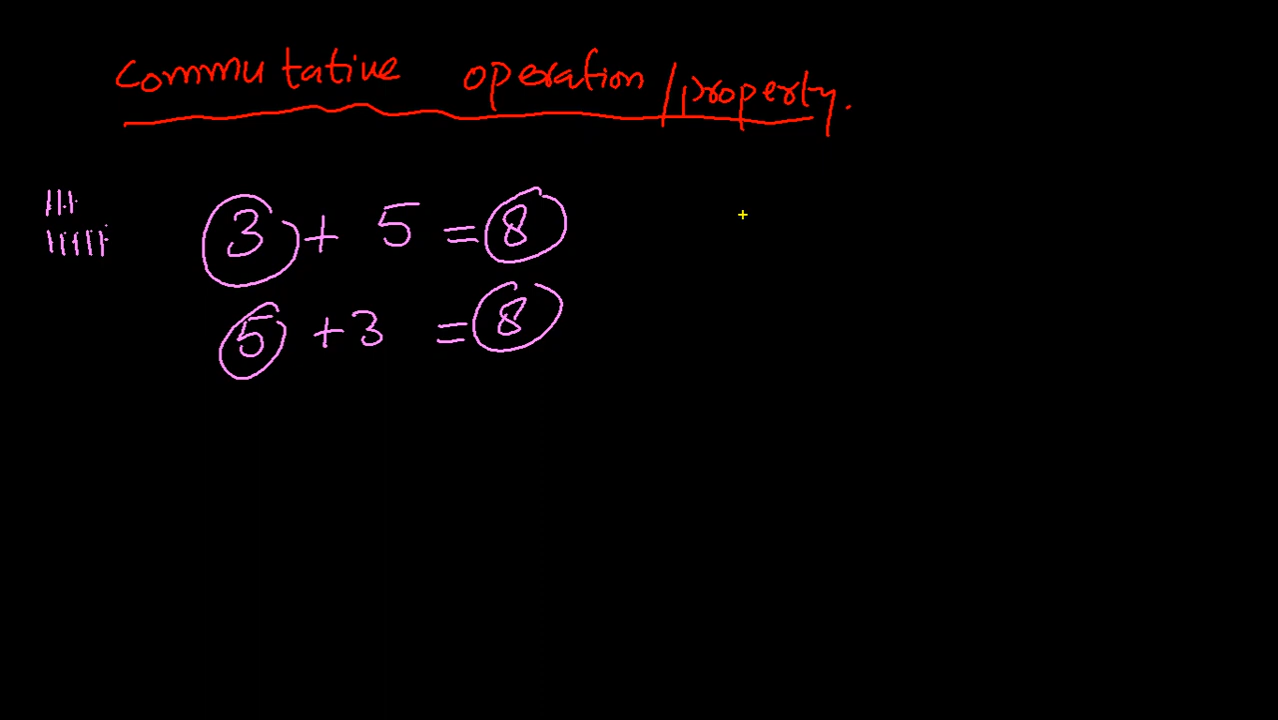 commutative operation/property.
3 + 5 = 8
5 + 3 = 8